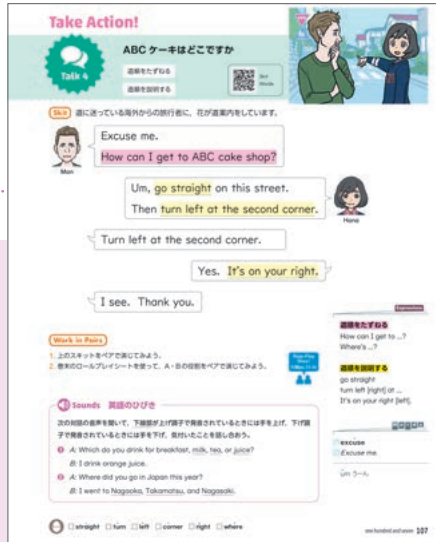 Take Action!
Talk 4
ABCケーキはどこですか
道順をたずねる
道順を説明する
Skit 道に迷っている海外からの旅行者に，花が道案内をしています。
Excuse me.
How can I get to ABC cake shop?
Man
Um, go straight on this street.
Then turn left at the second corner.
Hana
Turn left at the second corner.
Yes. It's on your right.
I see. Thank you.
Work in Pairs
1. 上のスキットをペアで演じてみよう。
2. 巻末のロールプレイシートを使って，A・Bの役割をペアで演じてみよう。
Expressions
道順をたずねる
How can I get to ...?
Where's ...?
道順を説明する
go straight
turn left [right] at ...
It's on your right [left].
Sounds 英語のひびき
次の対話の音声を聞いて，下線部が上げ調子で発音されているときには手を上げ，下げ調
子で発音されているときには手を下げ，気付いたことを話し合おう。
1 A: Which do you drink for breakfast, milk, tea, or juice?
B: I drink orange juice.
2 A: Where did you go in Japan this year?
B: I went to Nagaoka, Takamatsu, and Nagasaki.
excuse
Excuse me.
um うーん
straight turn left corner right where
one hundred and seven 107